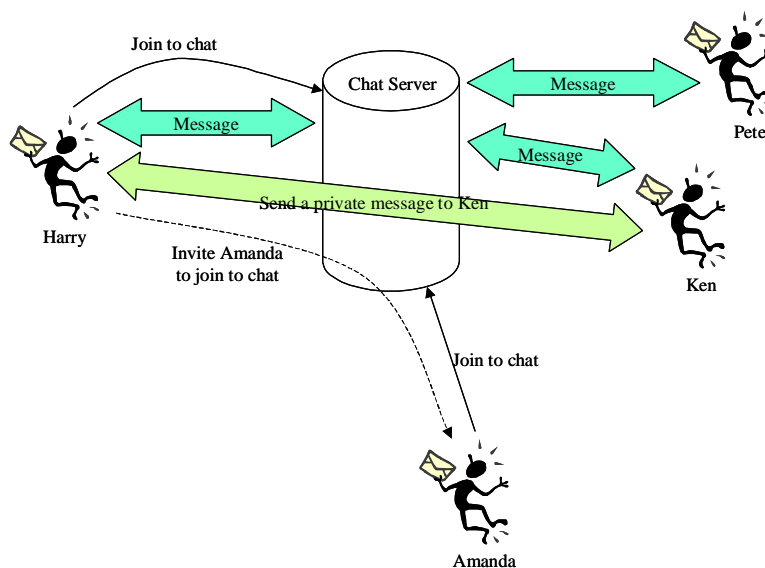 Join to chat
Chat Server
Message
Message
Pete
Message
Send a private message to Ken
Harry
Invite Amanda
to join to chat
Ken
Join to chat
Amanda